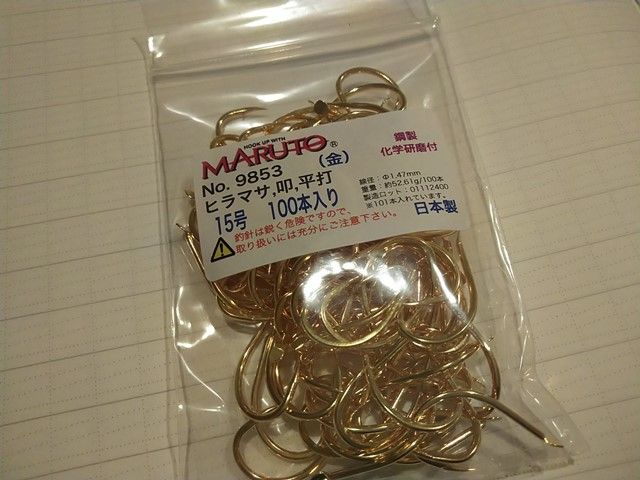 HOOK UP WITH
MARUTO®
(金)
鋼製
化学研磨付
No. 9853
ヒラマサ,叩,平打
15号 100本入り
線径:Φ1.47mm
重量:約52.61g/100本
製造ロット:01112400
※101本入れています。
日本製
釣針は鋭く危険ですので、
取り扱いには充分にご注意下さい。